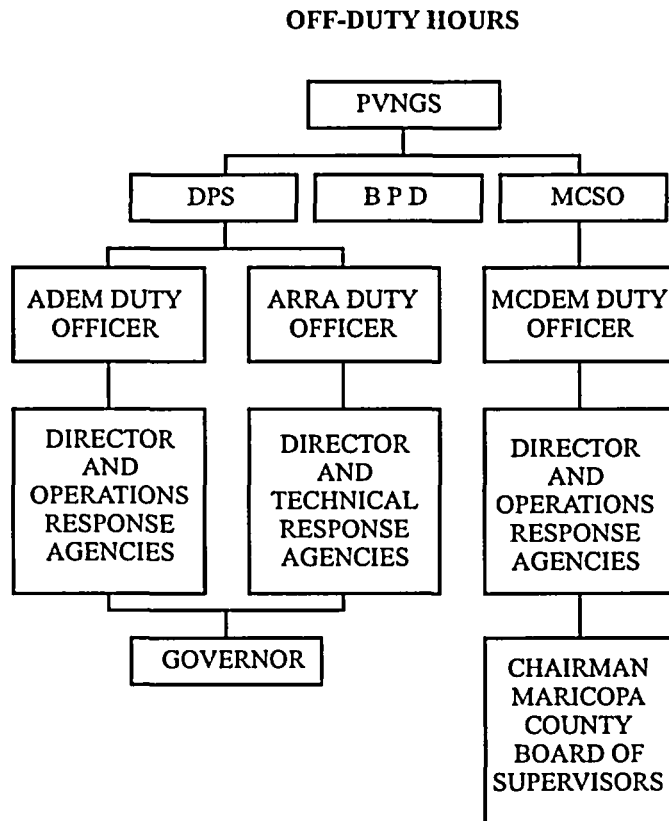 OFF-DUTY HOURS
PVNGS
DPS
B P D
MCSO
ADEM DUTY
OFFICER
ARRA DUTY
OFFICER
MCDEM DUTY
OFFICER
DIRECTOR
AND
OPERATIONS
RESPONSE
AGENCIES
DIRECTOR
AND
TECHNICAL
RESPONSE
AGENCIES
DIRECTOR
AND
OPERATIONS
RESPONSE
AGENCIES
GOVERNOR
CHAIRMAN
MARICOPA
COUNTY
BOARD OF
SUPERVISORS